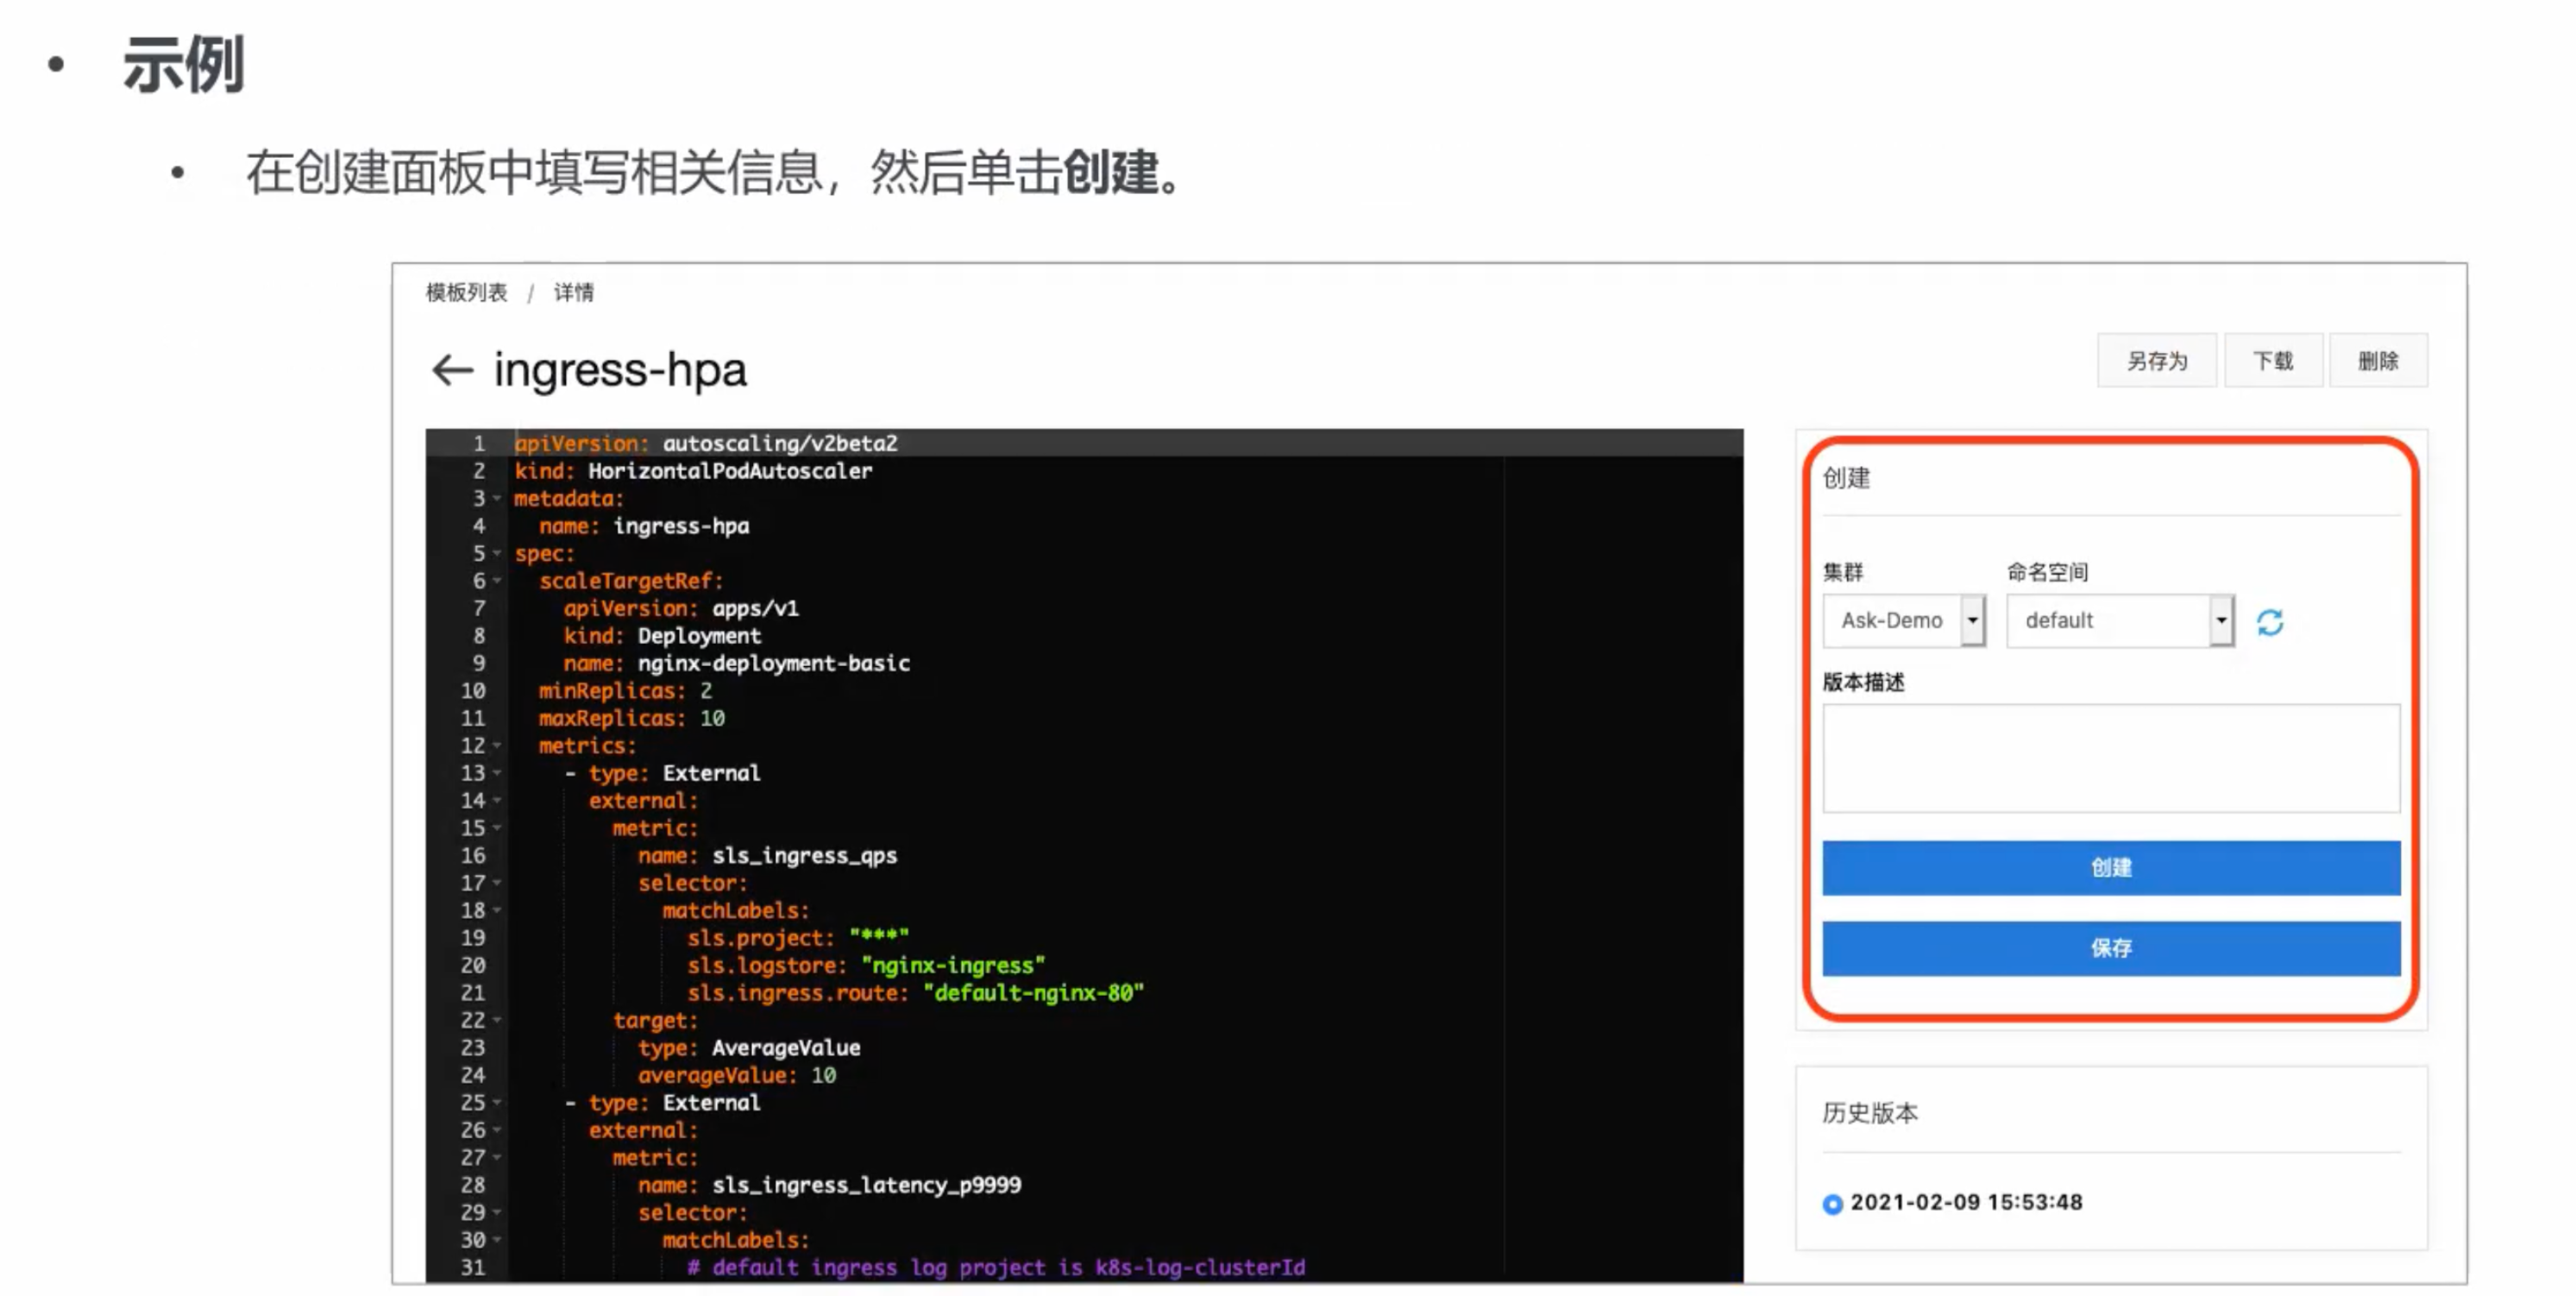 • 示例
• 在创建面板中填写相关信息，然后单击创建。
模板列表 / 详情
ingress-hpa
另存为 下载 删除
1 apiVersion: autoscaling/v2beta2
2 kind: HorizontalPodAutoscaler
3 metadata:
4   name: ingress-hpa
5 spec:
6   scaleTargetRef:
7     apiVersion: apps/v1
8     kind: Deployment
9     name: nginx-deployment-basic
10   minReplicas: 2
11   maxReplicas: 10
12   metrics:
13     - type: External
14       external:
15         metric:
16           name: sls_ingress_qps
17           selector:
18             matchLabels:
19               sls.project: "***"
20               sls.logstore: "nginx-ingress"
21               sls.ingress.route: "default-nginx-80"
22         target:
23           type: AverageValue
24           averageValue: 10
25     - type: External
26       external:
27         metric:
28           name: sls_ingress_latency_p9999
29           selector:
30             matchLabels:
31               # default ingress log project is k8s-log-clusterId
创建
集群 命名空间
Ask-Demo default
版本描述
创建
保存
历史版本
2021-02-09 15:53:48